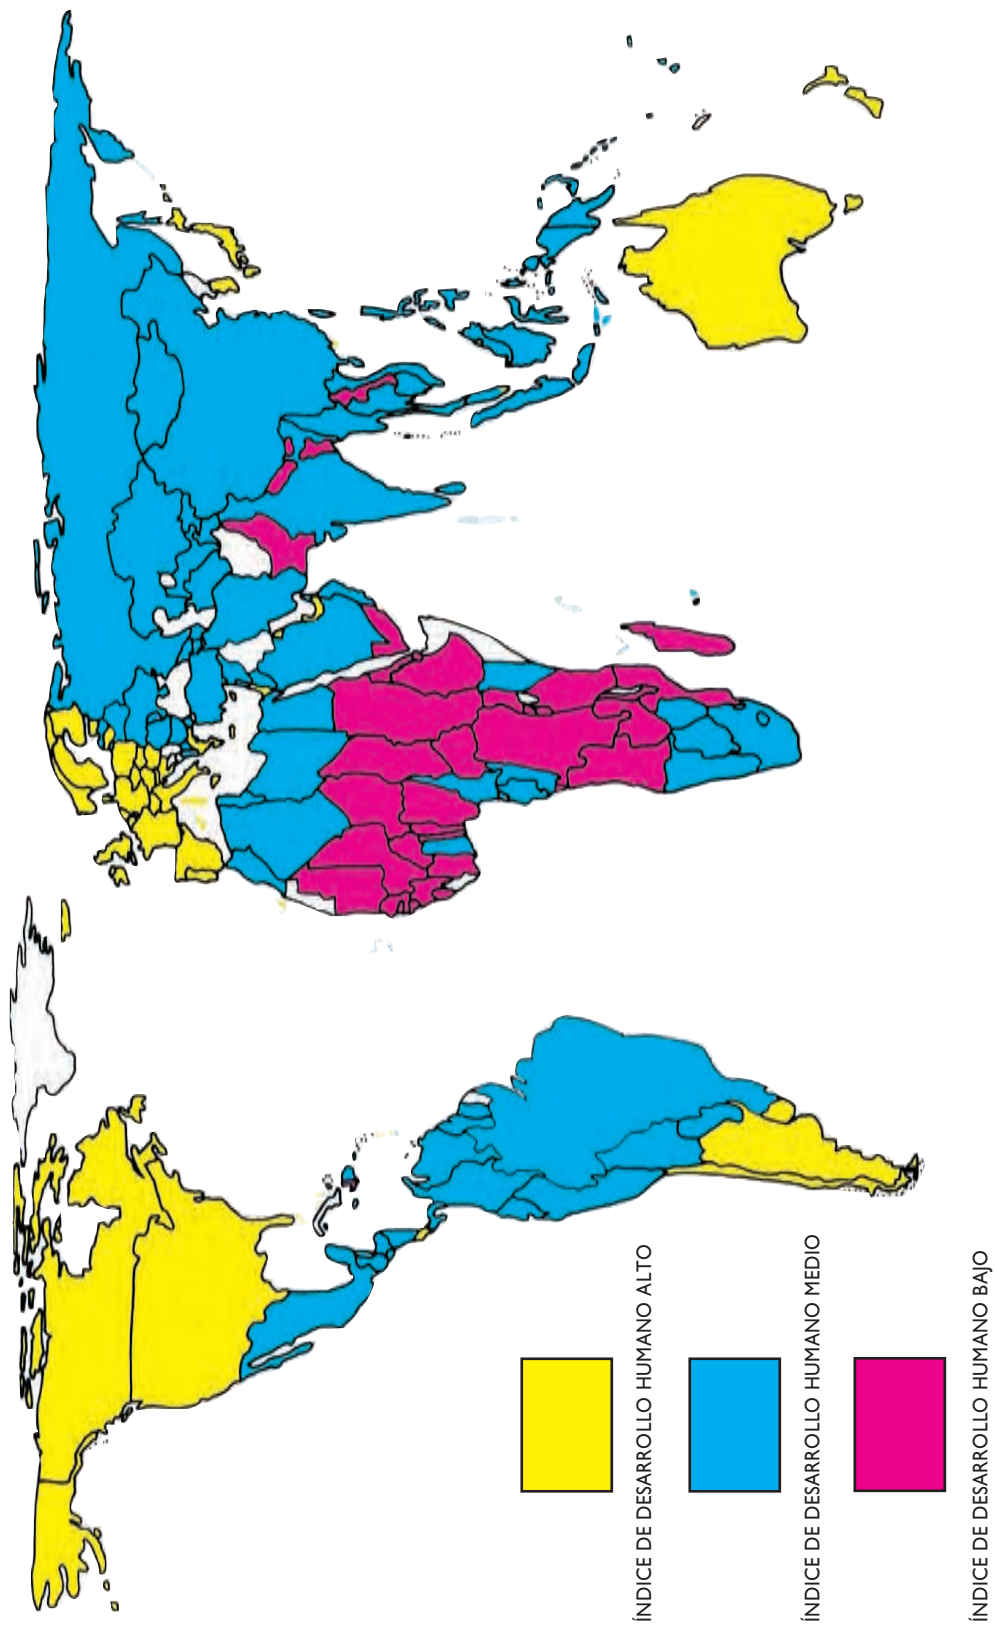 ÍNDICE DE DESARROLLO HUMANO ALTO
ÍNDICE DE DESARROLLO HUMANO MEDIO
ÍNDICE DE DESARROLLO HUMANO BAJO